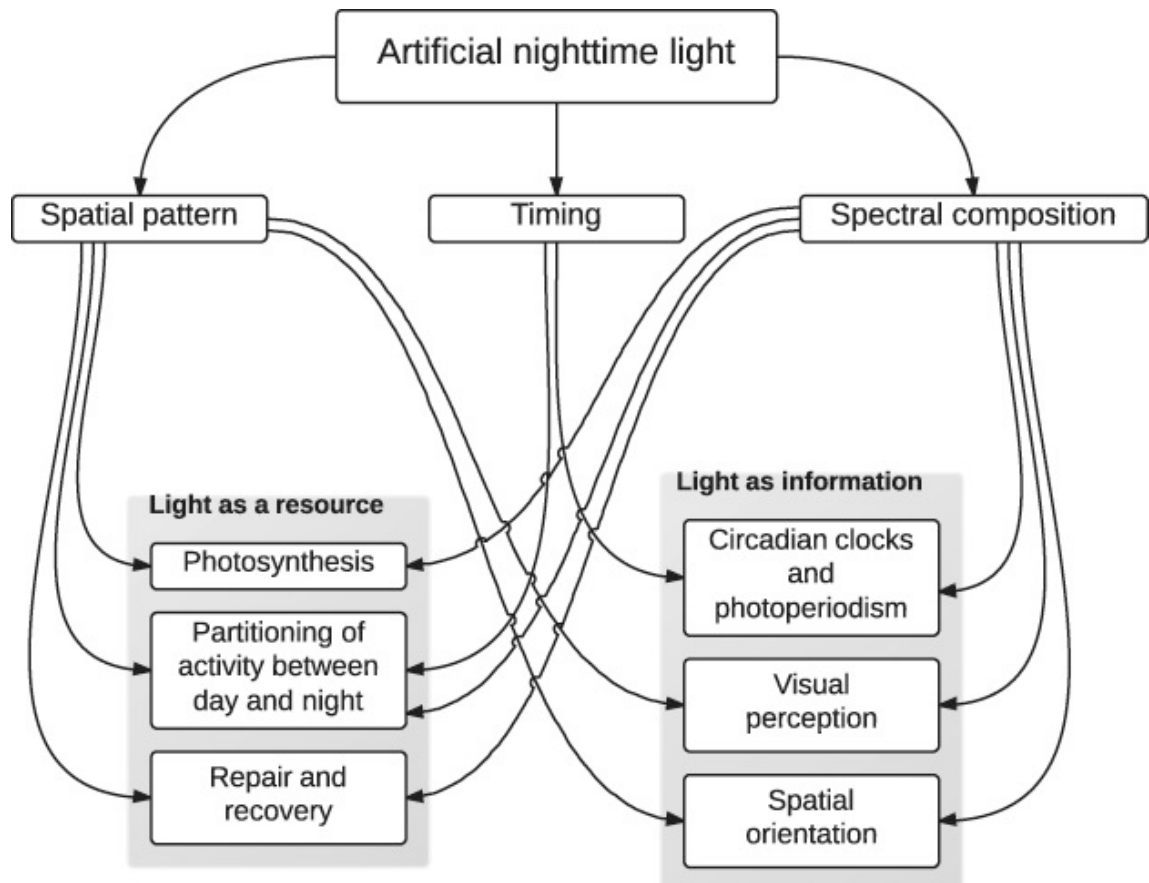 Artificial nighttime light
Spatial pattern
Timing
Spectral composition
Light as a resource
Photosynthesis
Partitioning of
activity between
day and night
Repair and
recovery
Light as information
Circadian clocks
and
photoperiodism
Visual
perception
Spatial
orientation